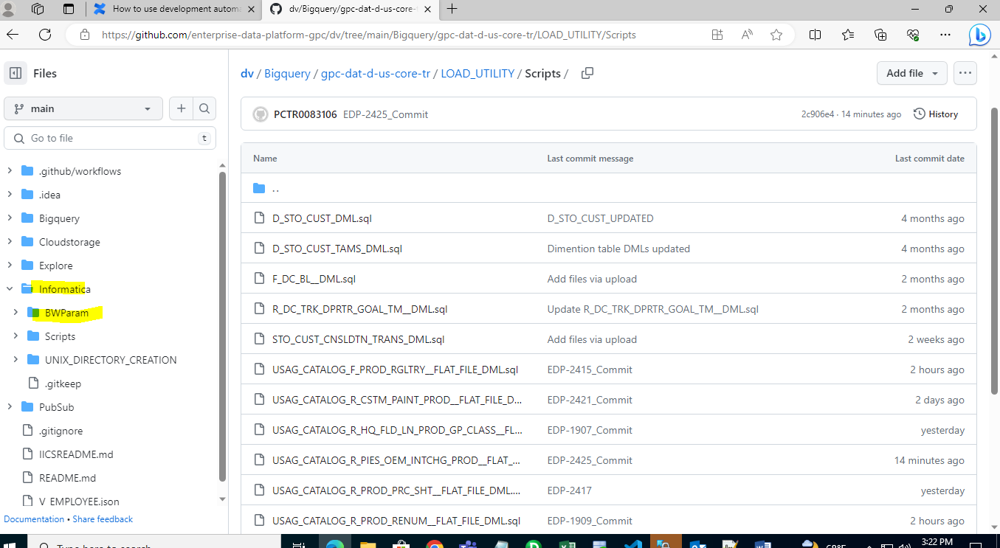 How to use development automa
dv/Bigquery/gpc-dat-d-us-core-t
https://github.com/enterprise-data-platform-gpc/dv/tree/main/Bigquery/gpc-dat-d-us-core-tr/LOAD_UTILITY/Scripts
Files
main
Go to file
t
.github/workflows
.idea
Bigquery
Cloudstorage
Explore
Informatica
BWParam
Scripts
UNIX_DIRECTORY_CREATION
.gitkeep
PubSub
.gitignore
IICSREADME.md
README.md
V_EMPLOYEE.json
Documentation • Share feedback
dv / Bigquery / gpc-dat-d-us-core-tr / LOAD_UTILITY / Scripts /
Add file
PCTR0083106 EDP-2425_Commit 2c906e4 · 14 minutes ago History
Name Last commit message Last commit date
..
D_STO_CUST_DML.sql D_STO_CUST_UPDATED 4 months ago
D_STO_CUST_TAMS_DML.sql Dimention table DMLs updated 4 months ago
F_DC_BL__DML.sql Add files via upload 2 months ago
R_DC_TRK_DPRTR_GOAL_TM__DML.sql Update R_DC_TRK_DPRTR_GOAL_TM__DML.sql 2 months ago
STO_CUST_CNSLDTN_TRANS_DML.sql Add files via upload 2 weeks ago
USAG_CATALOG_F_PROD_RGLTRY__FLAT_FILE_DML.sql EDP-2415_Commit 2 hours ago
USAG_CATALOG_R_CSTM_PAINT_PROD__FLAT_FILE_D... EDP-2421_Commit 2 days ago
USAG_CATALOG_R_HQ_FLD_LN_PROD_GP_CLASS__FL... EDP-1907_Commit yesterday
USAG_CATALOG_R_PIES_OEM_INTCHG_PROD__FLAT_... EDP-2425_Commit 14 minutes ago
USAG_CATALOG_R_PROD_PRC_SHT__FLAT_FILE_DML.... EDP-2417 yesterday
USAG_CATALOG_R_PROD_RENUM__FLAT_FILE_DML.sql EDP-1909_Commit 2 hours ago
Type here to search
68°F
3:22 PM